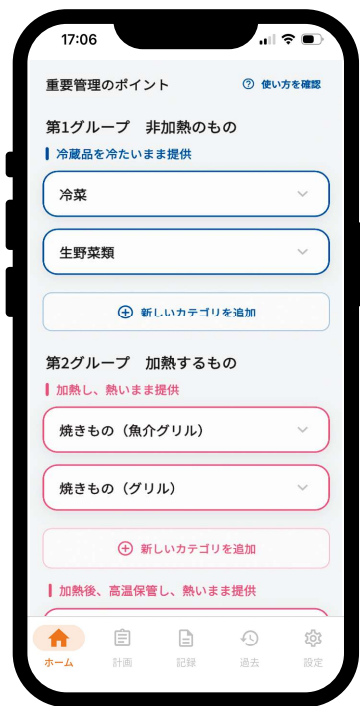 17:06
重要管理のポイント
使い方を確認
第1グループ 非加熱のもの
冷蔵品を冷たいまま提供
冷菜
生野菜類
新しいカテゴリを追加
第2グループ 加熱するもの
加熱し、熱いまま提供
焼きもの（魚介グリル）
焼きもの（グリル）
新しいカテゴリを追加
加熱後、高温保管し、熱いまま提供
ホーム 計画 記録 過去 設定